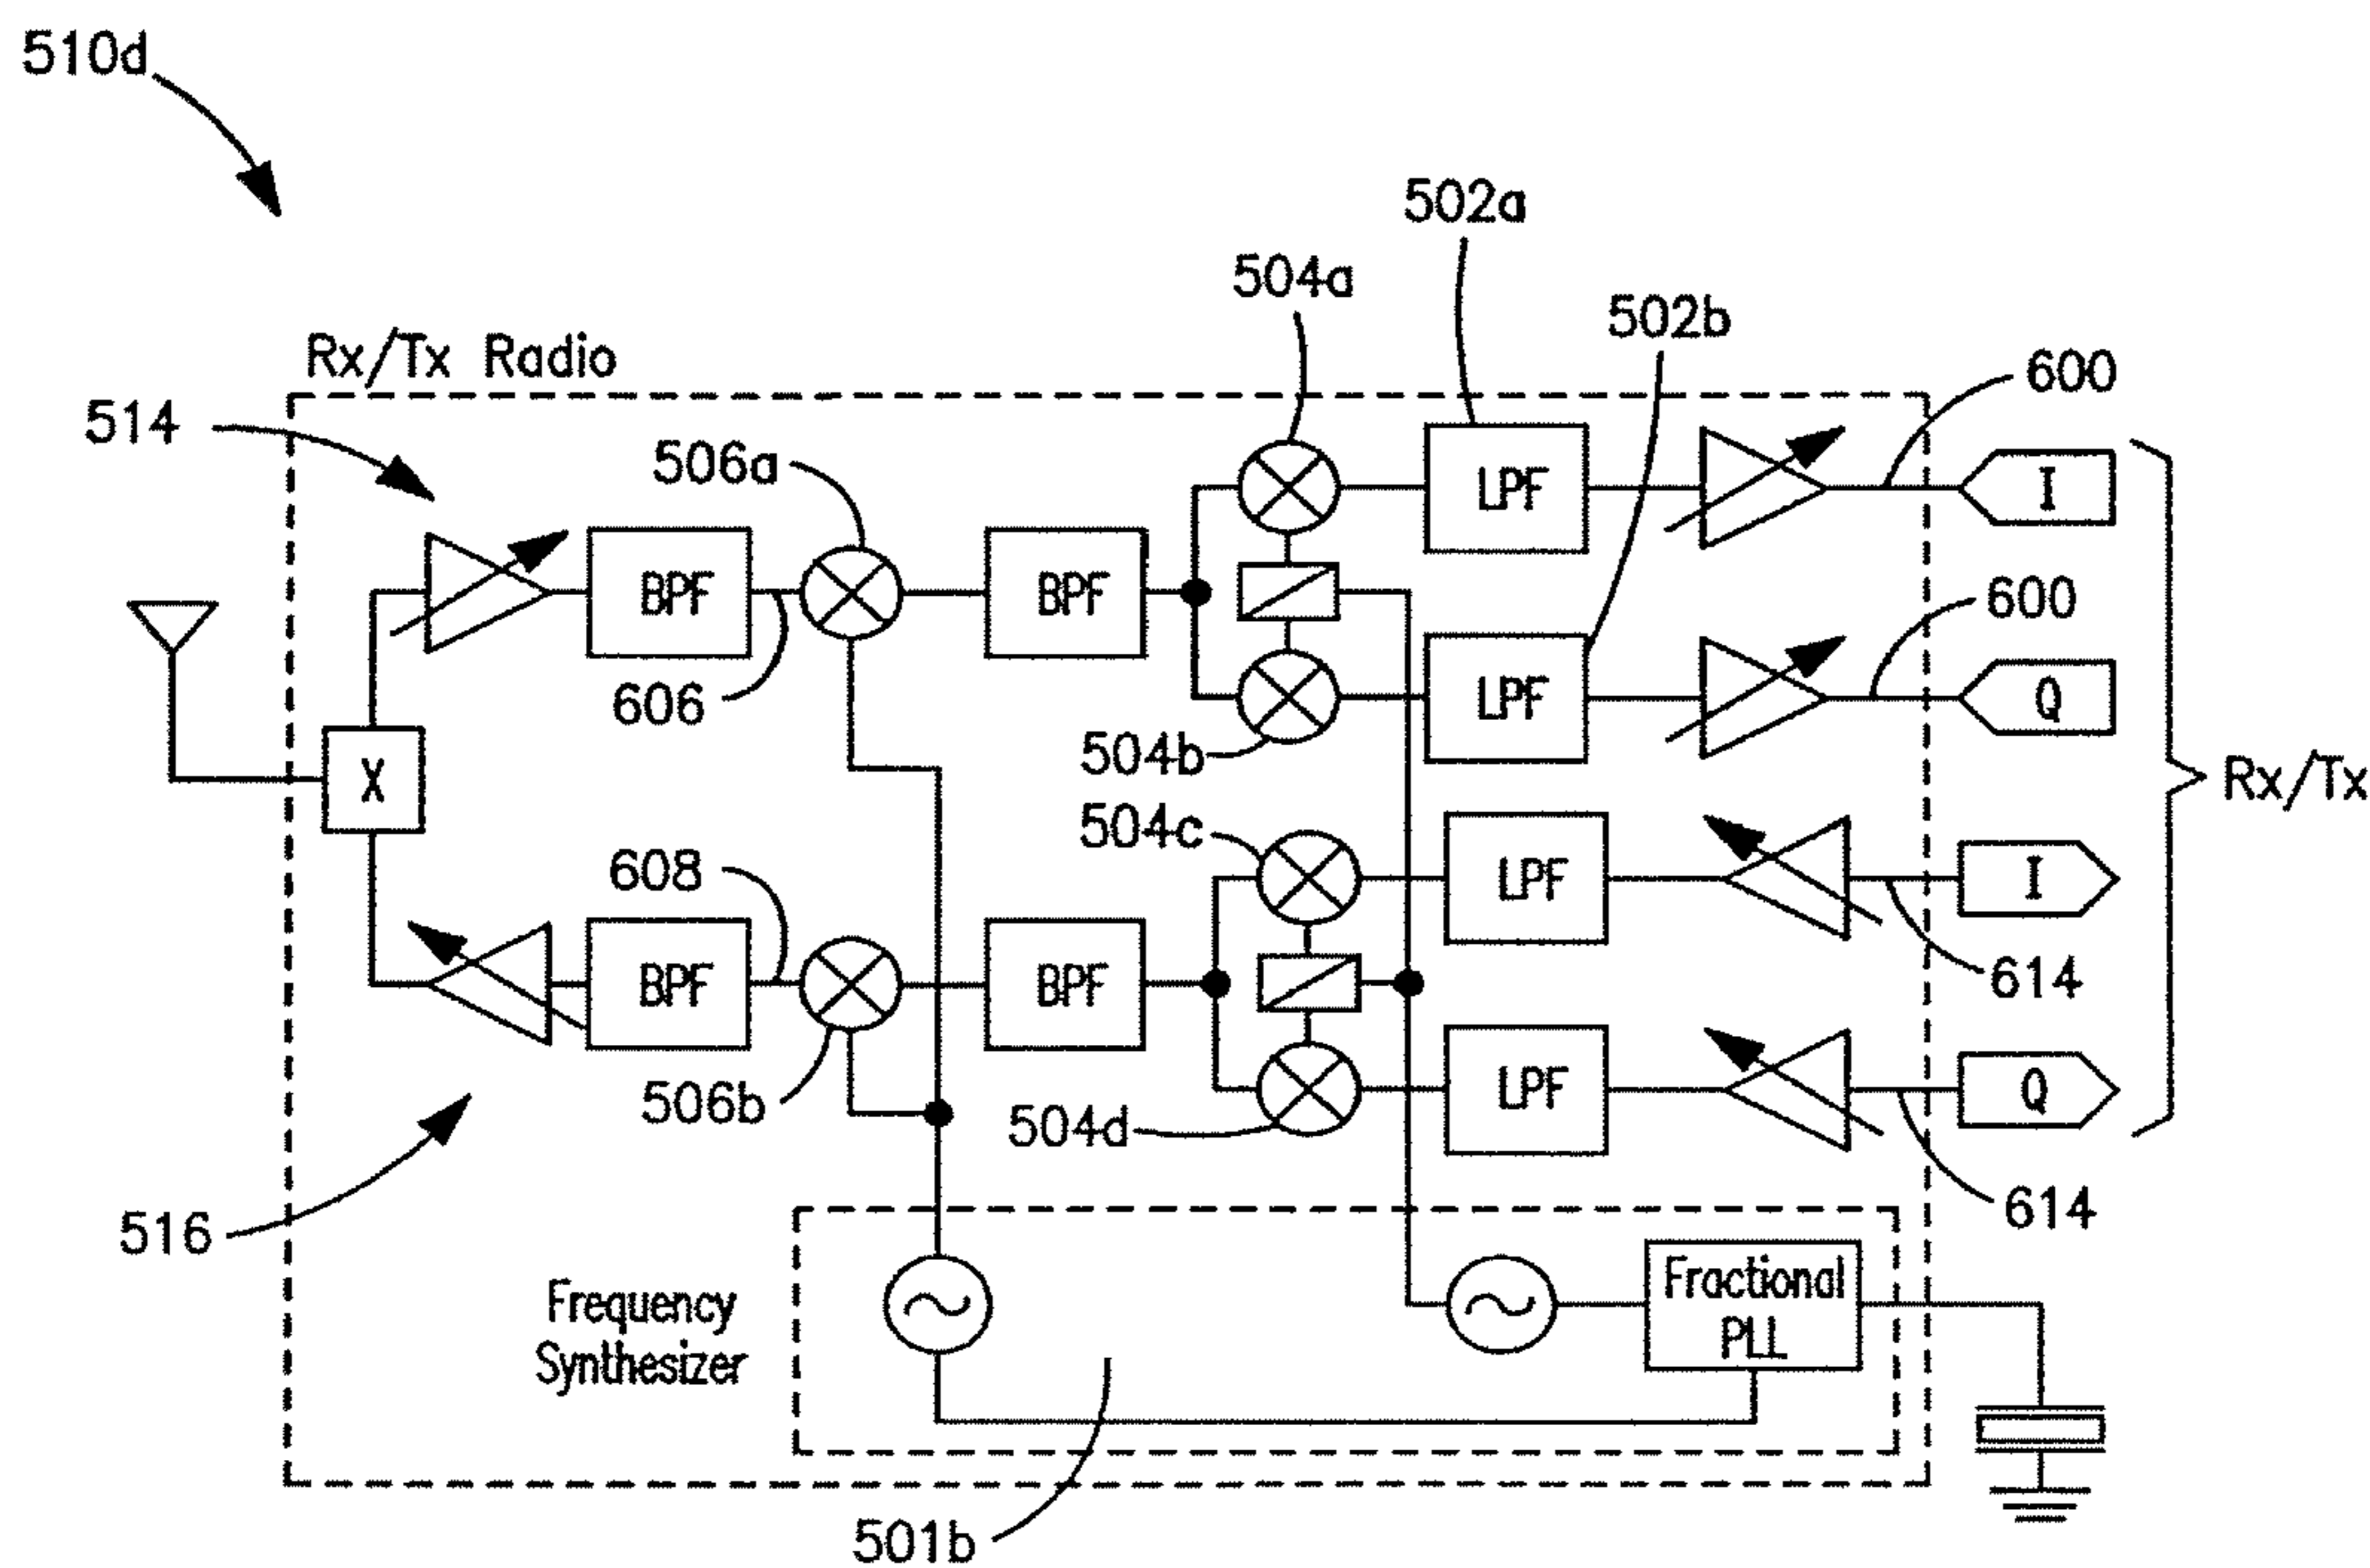 510d
502a
504a
502b
Rx/Tx Radio
600
514
506a
LPF
I
BPF
BPF
600
606
LPF
Q
504b
X
Rx/Tx
504c
608
LPF
I
BPF
BPF
614
506b
504d
LPF
Q
516
614
Frequency
Synthesizer
Fractional
PLL
501b